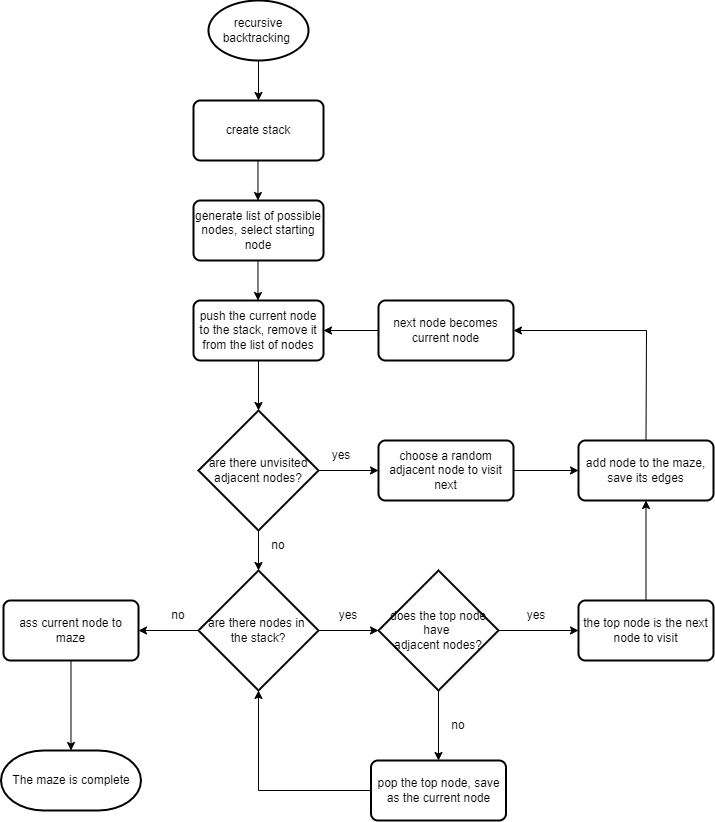 recursive
backtracking
create stack
generate list of possible
nodes, select starting
node
push the current node
to the stack, remove it
from the list of nodes
next node becomes
current node
are there unvisited
adjacent nodes?
yes
choose a random
adjacent node to visit
next
add node to the maze,
save its edges
no
ass current node to
maze
no
are there nodes in
the stack?
yes
does the top node
have
adjacent nodes?
yes
the top node is the next
node to visit
no
The maze is complete
pop the top node, save
as the current node